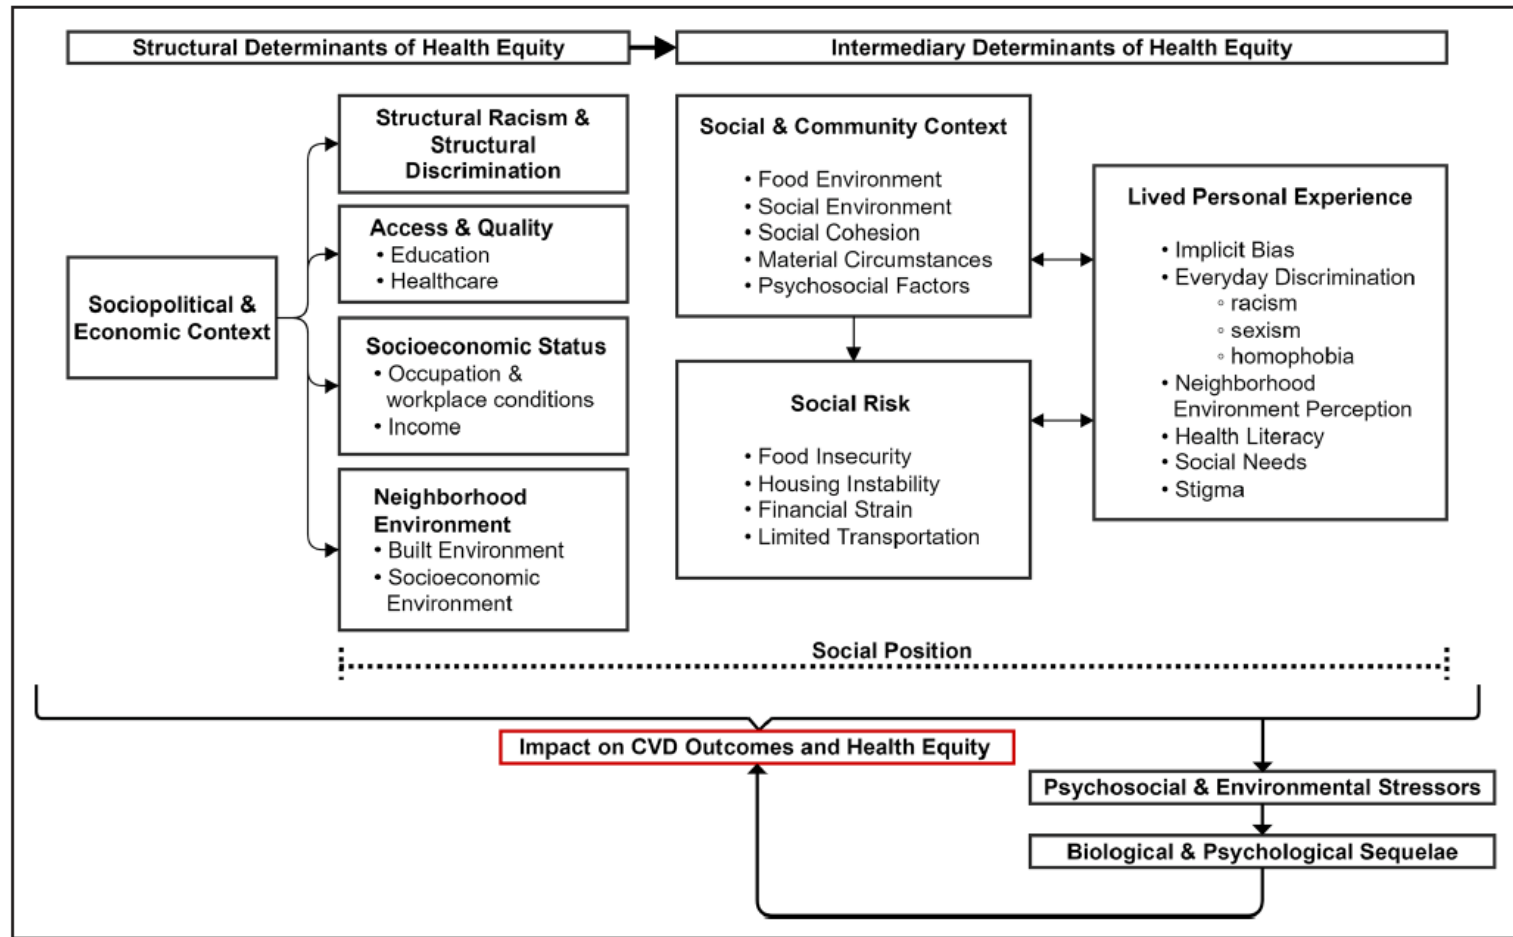 Structural Determinants of Health Equity
Intermediary Determinants of Health Equity
Sociopolitical &
Economic Context
Structural Racism &
Structural
Discrimination
Access & Quality
• Education
• Healthcare
Socioeconomic Status
• Occupation &
workplace conditions
• Income
Neighborhood
Environment
• Built Environment
• Socioeconomic
Environment
Social & Community Context
• Food Environment
• Social Environment
• Social Cohesion
• Material Circumstances
• Psychosocial Factors
Social Risk
• Food Insecurity
• Housing Instability
• Financial Strain
• Limited Transportation
Lived Personal Experience
• Implicit Bias
• Everyday Discrimination
◦ racism
◦ sexism
◦ homophobia
• Neighborhood
Environment Perception
• Health Literacy
• Social Needs
• Stigma
Social Position
Impact on CVD Outcomes and Health Equity
Psychosocial & Environmental Stressors
Biological & Psychological Sequelae